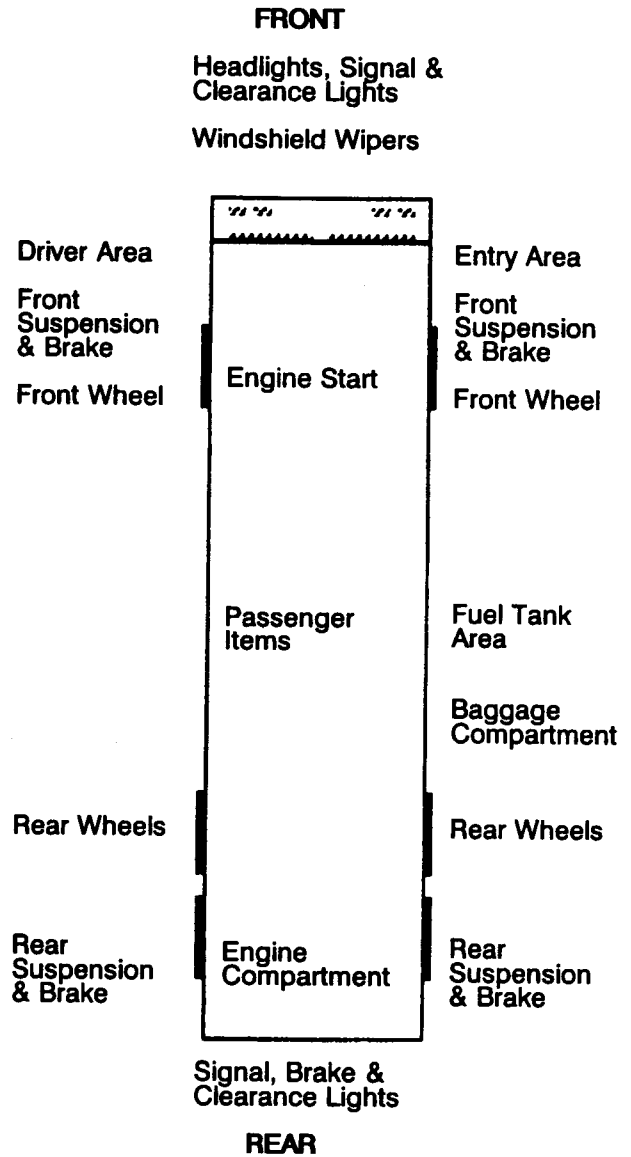 FRONT
Headlights, Signal &
Clearance Lights
Windshield Wipers
Driver Area
Entry Area
Front
Suspension
& Brake
Front
Suspension
& Brake
Engine Start
Front Wheel
Front Wheel
Passenger
Items
Fuel Tank
Area
Baggage
Compartment
Rear Wheels
Rear Wheels
Rear
Suspension
& Brake
Engine
Compartment
Rear
Suspension
& Brake
Signal, Brake &
Clearance Lights
REAR